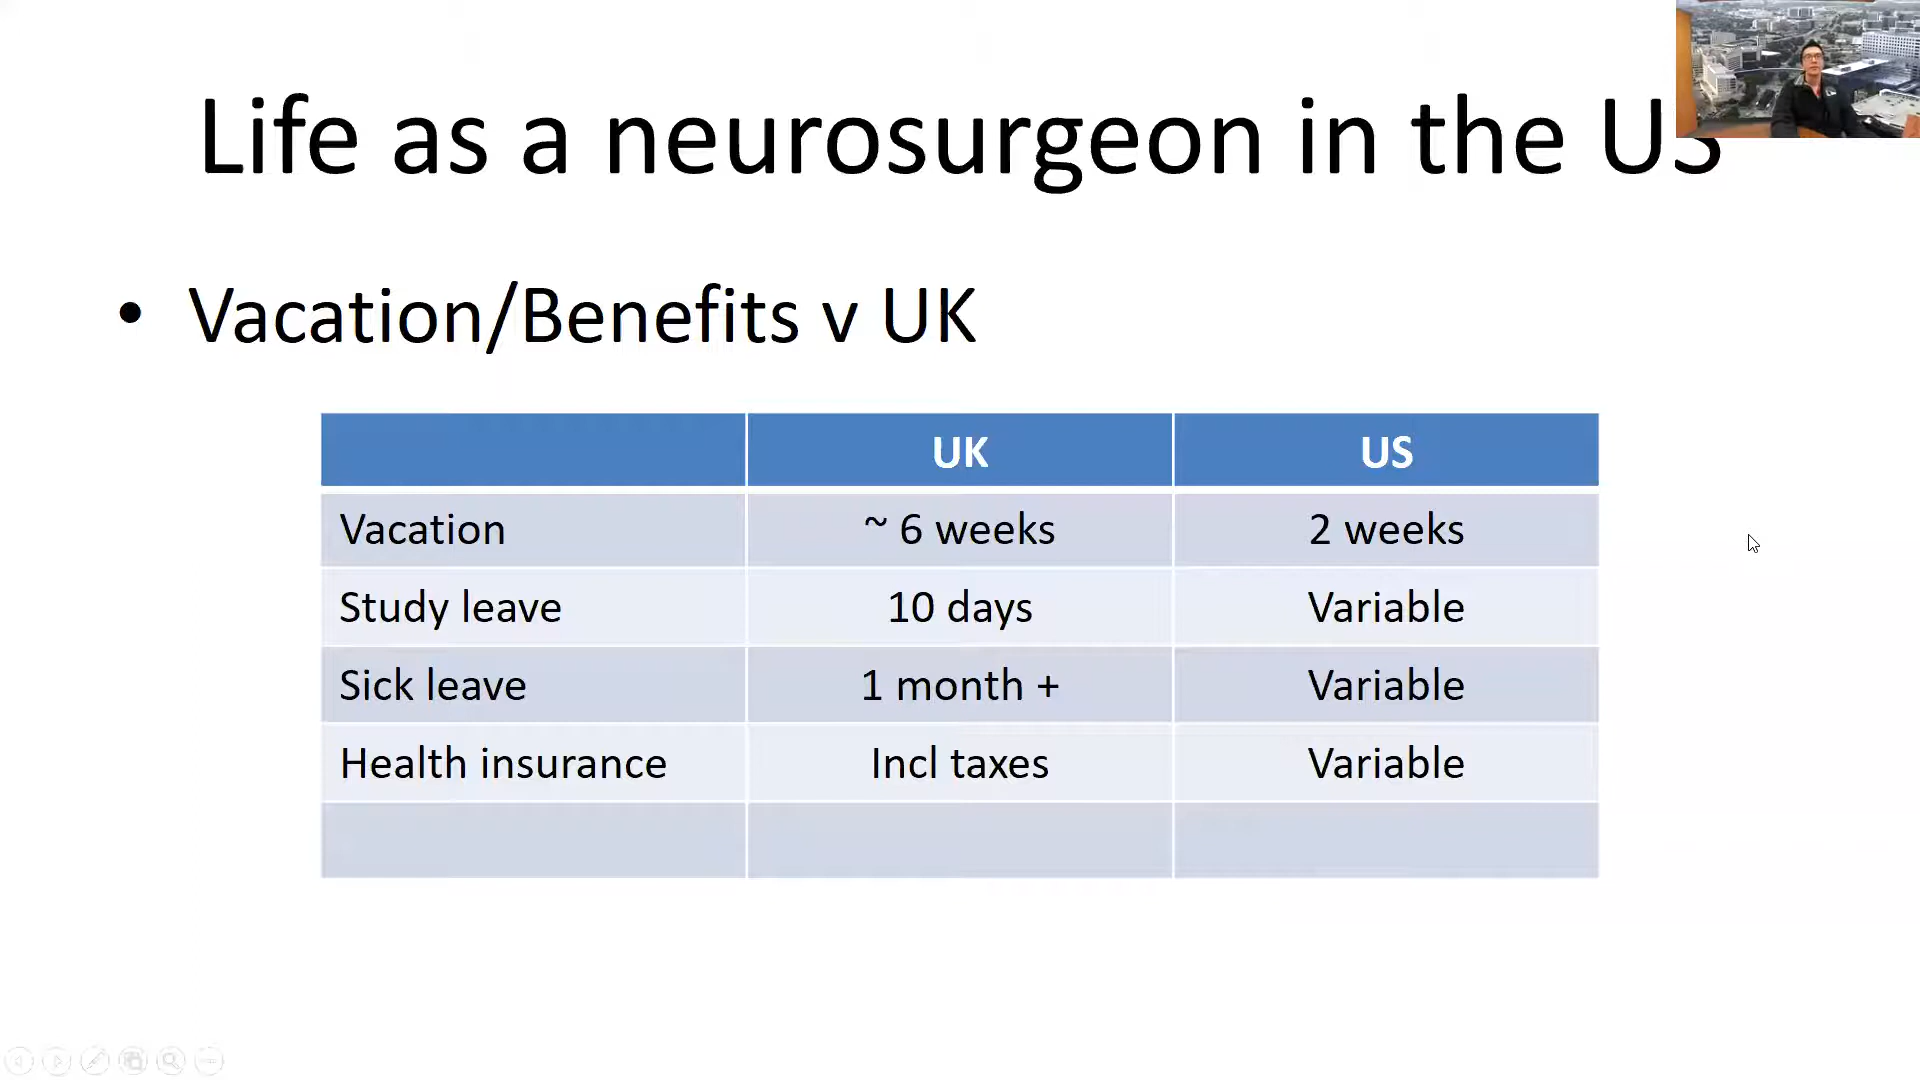 Life as a neurosurgeon in the US
• Vacation/Benefits v UK
UK US
Vacation ~ 6 weeks 2 weeks
Study leave 10 days Variable
Sick leave 1 month + Variable
Health insurance Incl taxes Variable